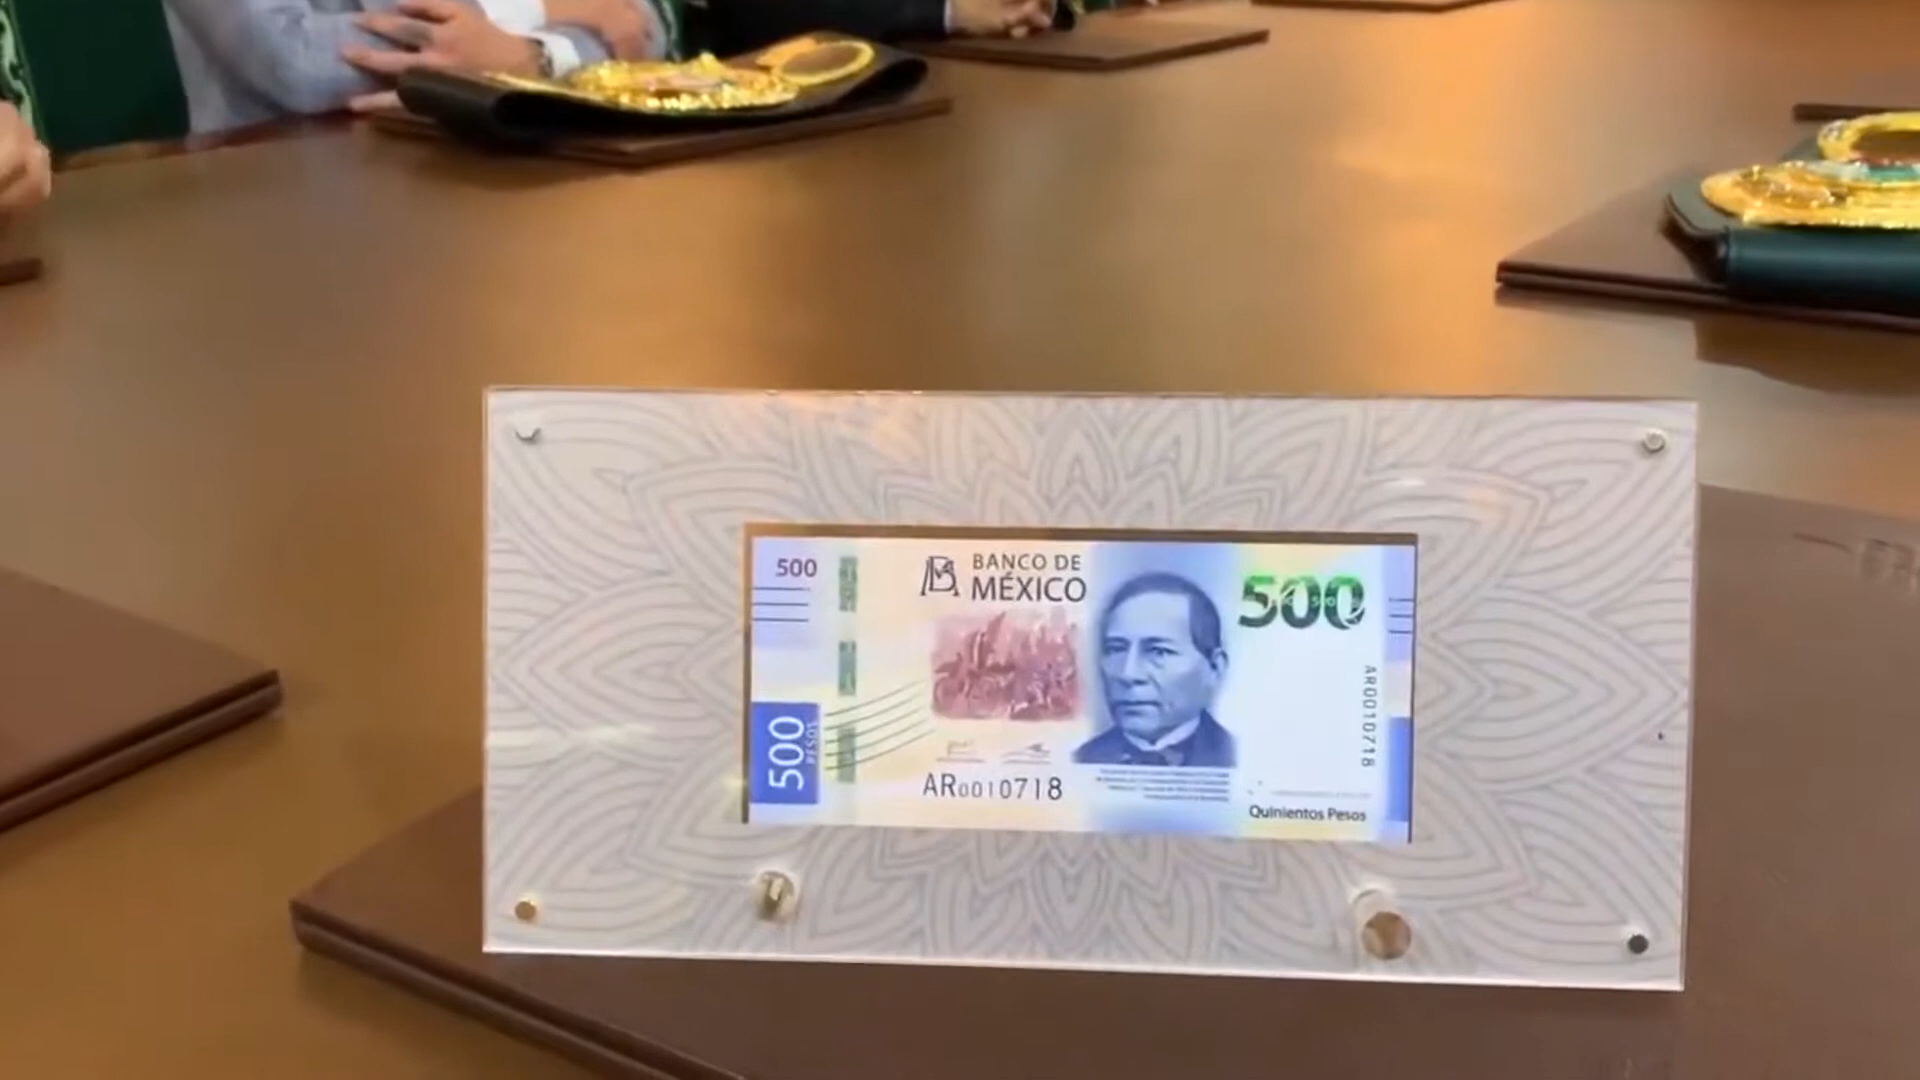 500
BANCO DE
MÉXICO
500
AR0010718
500
PESOS
AR0010718
Quinientos Pesos